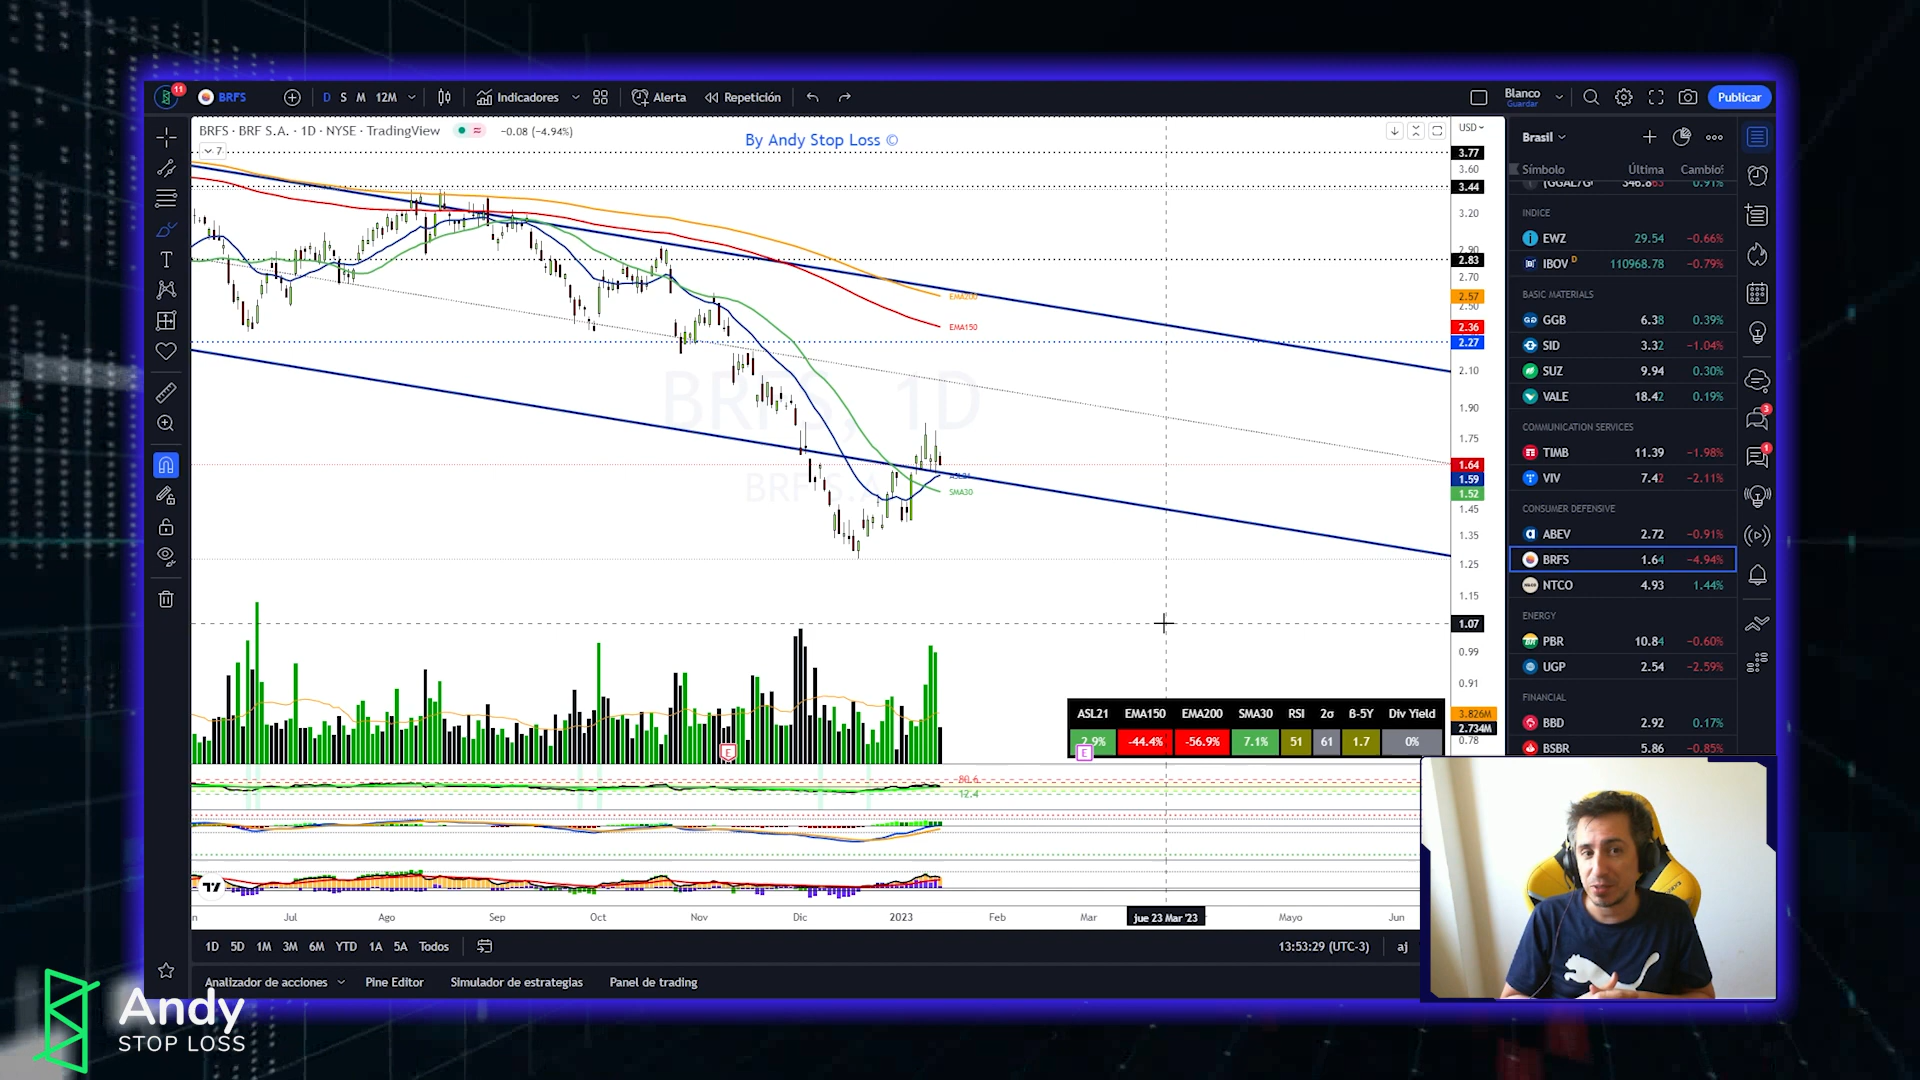 11
BRFS
D S M 12M
Indicadores
Alerta
Repetición
Blanco
Guardar
Publicar
BRFS · BRF S.A. · 1D · NYSE · TradingView
−0.08 (−4.94%)
7
By Andy Stop Loss ©
USD
3.77
3.60
3.44
3.20
2.90
2.83
2.70
2.57
2.50
2.36
2.27
2.10
1.90
1.75
1.64
1.59
1.52
1.45
1.35
1.25
1.15
1.07
0.99
0.91
3.826M
2.734M
0.78
EMA200
EMA150
SMA30
BRFS, 1D
ASL21 EMA150 EMA200 SMA30 RSI 2σ ß-5Y Div Yield
2.9% -44.4% -56.9% 7.1% 51 61 1.7 0%
E
E
80.6
12.4
Jul Ago Sep Oct Nov Dic 2023 Feb Mar jue 23 Mar '23 Mayo Jun
1D 5D 1M 3M 6M YTD 1A 5A Todos
13:53:29 (UTC-3)
aj
Analizador de acciones
Pine Editor
Simulador de estrategias
Panel de trading
Brasil
Símbolo Última Cambio%
346.863 0.91%
INDICE
EWZ 29.54 −0.66%
IBOV D 110968.78 −0.79%
BASIC MATERIALS
GGB 6.38 0.39%
SID 3.32 −1.04%
SUZ 9.94 0.30%
VALE 18.42 0.19%
COMMUNICATION SERVICES
TIMB 11.39 −1.98%
VIV 7.42 −2.11%
CONSUMER DEFENSIVE
ABEV 2.72 −0.91%
BRFS 1.64 −4.94%
NTCO 4.93 1.44%
ENERGY
PBR 10.84 −0.60%
UGP 2.54 −2.59%
FINANCIAL
BBD 2.92 0.17%
BSBR 5.86 −0.85%
3
1
Andy
STOP LOSS